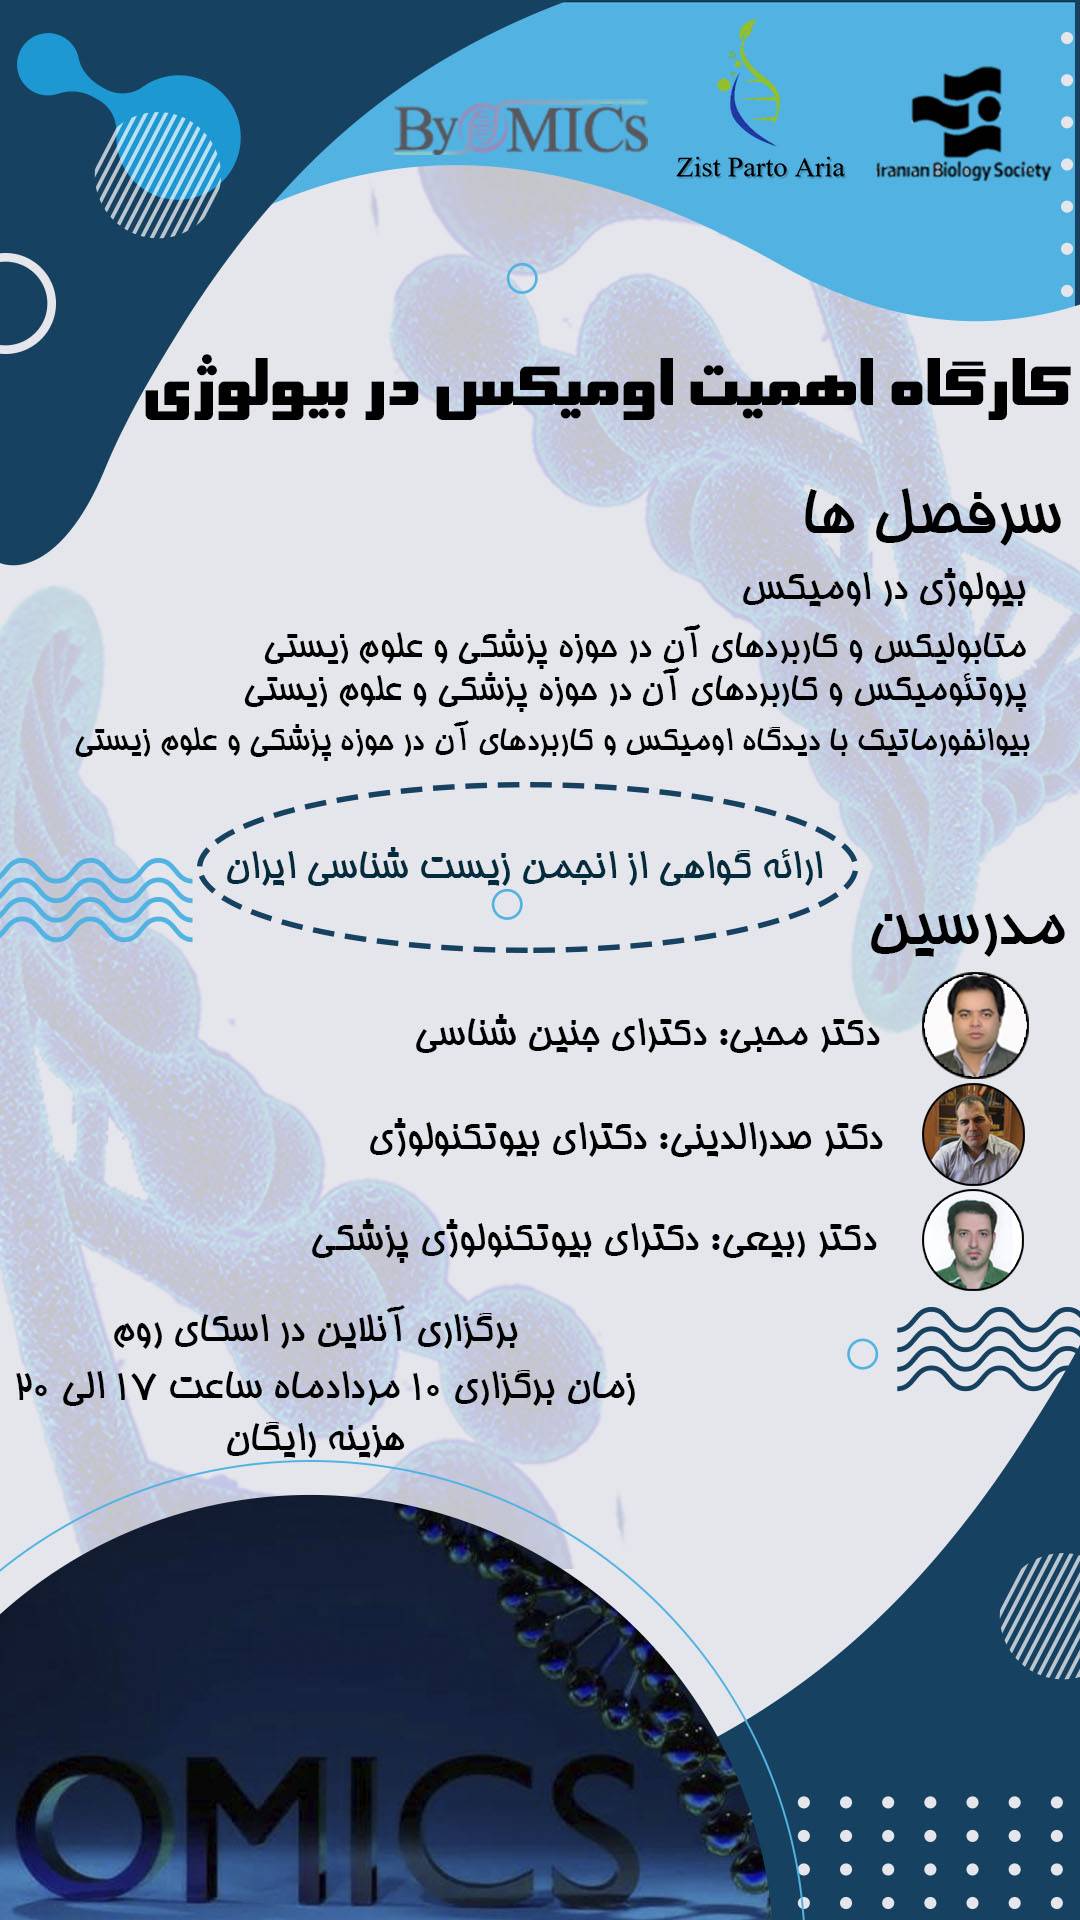 ByOMICs
Zist Parto Aria
Iranian Biology Society
کارگاه اهمیت اومیکس در بیولوژی
سرفصل ها
بیولوژی در اومیکس
متابولیکس و کاربردهای آن در حوزه پزشکی و علوم زیستی
پروتئومیکس و کاربردهای آن در حوزه پزشکی و علوم زیستی
بیوانفورماتیک با دیدگاه اومیکس و کاربردهای آن در حوزه پزشکی و علوم زیستی
ارائه گواهی از انجمن زیست شناسی ایران
مدرسین
دکتر محبی: دکترای جنین شناسی
دکتر صدرالدینی: دکترای بیوتکنولوژی
دکتر ربیعی: دکترای بیوتکنولوژی پزشکی
برگزاری آنلاین در اسکای روم
زمان برگزاری ۱۰ مردادماه ساعت ۱۷ الی ۲۰
هزینه رایگان
OMICS